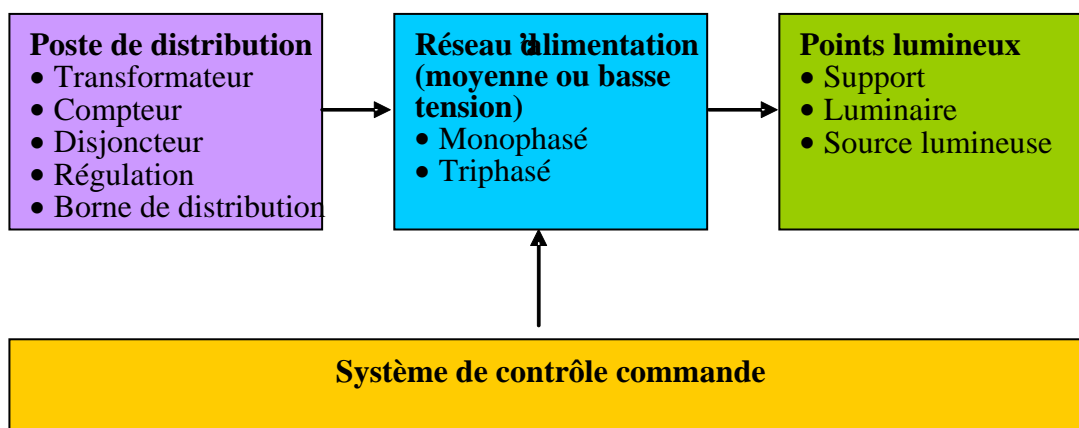 Poste de distribution
• Transformateur
• Compteur
• Disjoncteur
• Régulation
• Borne de distribution
Réseau d'alimentation
(moyenne ou basse
tension)
• Monophasé
• Triphasé
Points lumineux
• Support
• Luminaire
• Source lumineuse
Système de contrôle commande